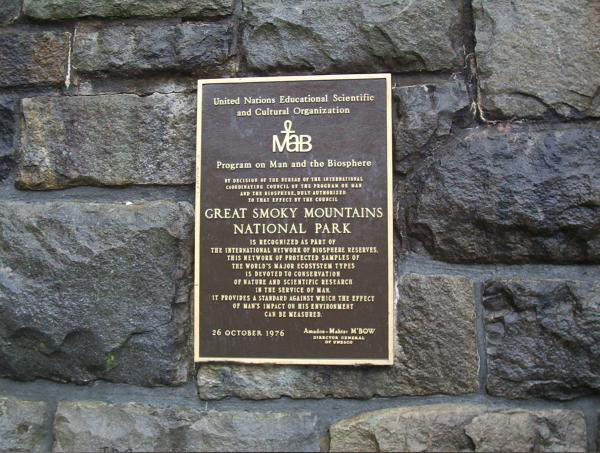 United Nations Educational Scientific
and Cultural Organization
MaB
Program on Man and the Biosphere
BY DECISION OF THE BUREAU OF THE INTERNATIONAL
COORDINATING COUNCIL OF THE PROGRAM ON MAN
AND THE BIOSPHERE, DULY AUTHORIZED
TO THAT EFFECT BY THE COUNCIL
GREAT SMOKY MOUNTAINS
NATIONAL PARK
IS RECOGNIZED AS PART OF
THE INTERNATIONAL NETWORK OF BIOSPHERE RESERVES.
THIS NETWORK OF PROTECTED SAMPLES OF
THE WORLD'S MAJOR ECOSYSTEM TYPES
IS DEVOTED TO CONSERVATION
OF NATURE AND SCIENTIFIC RESEARCH
IN THE SERVICE OF MAN.
IT PROVIDES A STANDARD AGAINST WHICH THE EFFECT
OF MAN'S IMPACT ON HIS ENVIRONMENT
CAN BE MEASURED.
26 OCTOBER 1976
Amadou-Mahtar M'BOW
DIRECTOR GENERAL
OF UNESCO